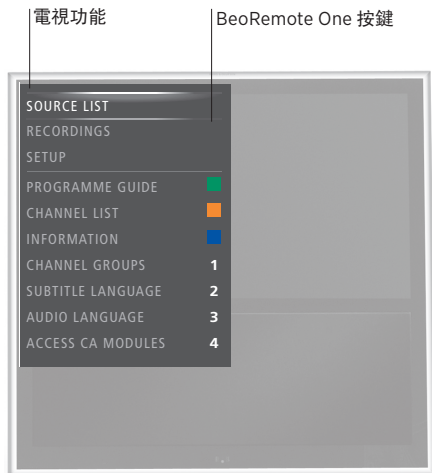 電視功能
BeoRemote One 按鍵
SOURCE LIST
RECORDINGS
SETUP
PROGRAMME GUIDE
CHANNEL LIST
INFORMATION
CHANNEL GROUPS 1
SUBTITLE LANGUAGE 2
AUDIO LANGUAGE 3
ACCESS CA MODULES 4